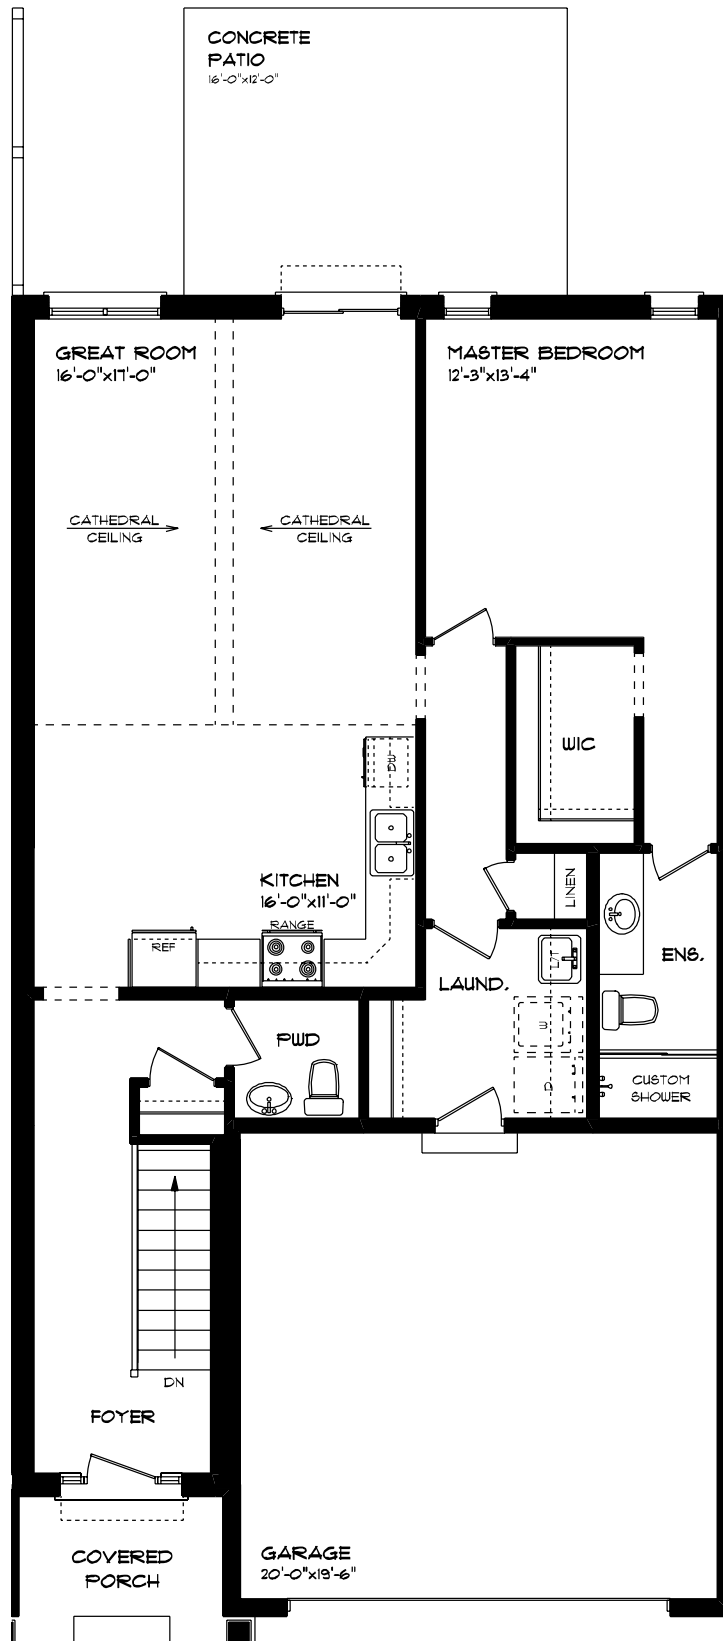 CONCRETE
PATIO
16'-0"x12'-0"
GREAT ROOM
16'-0"x17'-0"
MASTER BEDROOM
12'-3"x13'-4"
CATHEDRAL
CEILING
CATHEDRAL
CEILING
WIC
DW
KITCHEN
16'-0"x11'-0"
LINEN
RANGE
REF
L/T
ENS.
LAUND.
W
PWD
D
CUSTOM
SHOWER
DN
FOYER
COVERED
PORCH
GARAGE
20'-0"x19'-6"